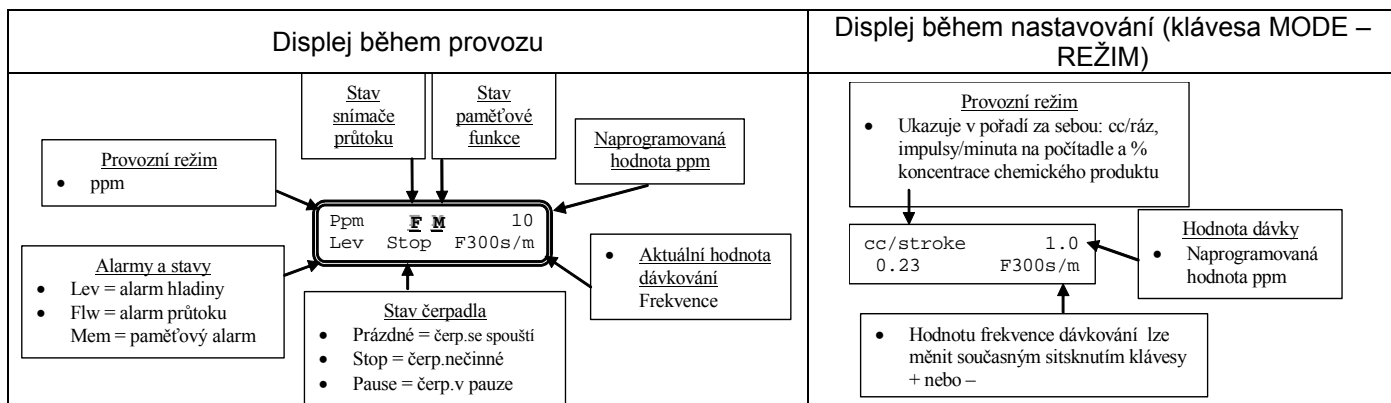 Displej během provozu
Displej během nastavování (klávesa MODE –
REŽIM)
Stav
snímače
průtoku
Stav
paměťové
funkce
Naprogramovaná
hodnota ppm
Provozní režim
• ppm
Ppm F M 10
Lev Stop F300s/m
Alarmy a stavy
• Lev = alarm hladiny
• Flw = alarm průtoku
Mem = paměťový alarm
Stav čerpadla
• Prázdné = čerp.se spouští
• Stop = čerp.nečinné
• Pause = čerp.v pauze
• Aktuální hodnota
dávkování
Frekvence
Provozní režim
• Ukazuje v pořadí za sebou: cc/ráz,
impulsy/minuta na počítadle a %
koncentrace chemického produktu
cc/stroke 1.0
0.23 F300s/m
Hodnota dávky
• Naprogramovaná
hodnota ppm
• Hodnotu frekvence dávkování lze
měnit současným sitsknutím klávesy
+ nebo –